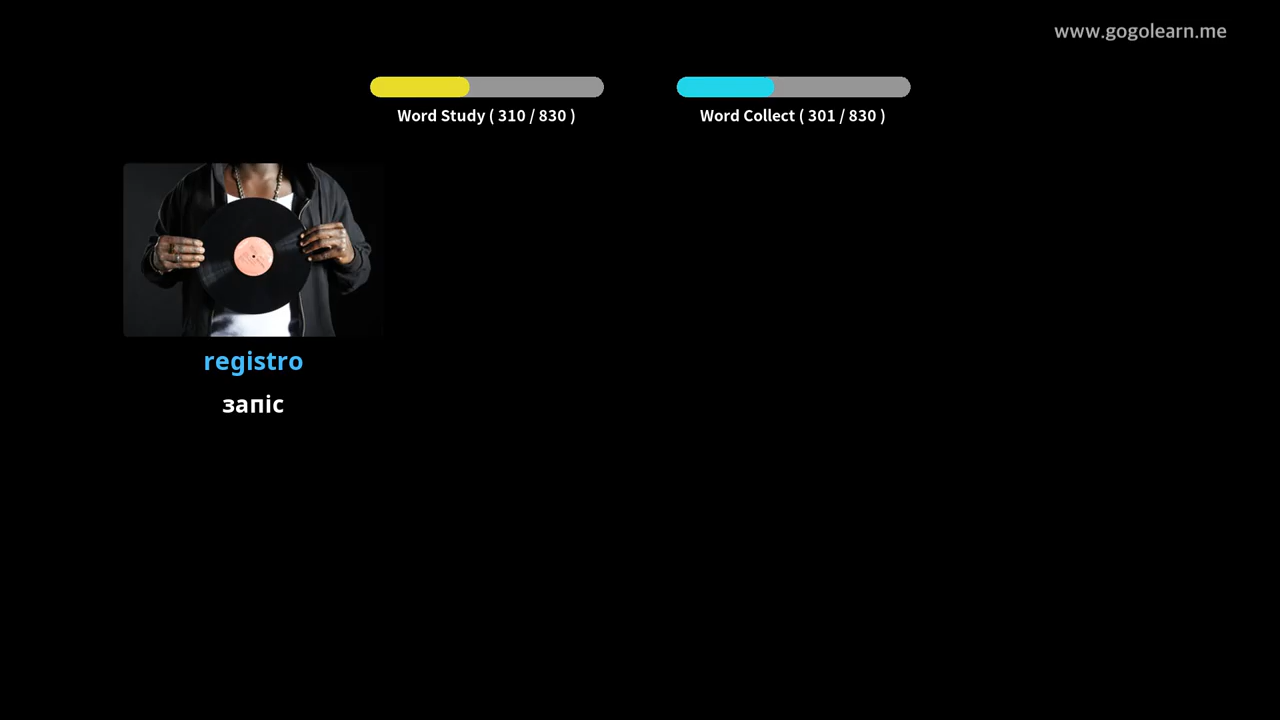 www.gogolearn.me
Word Study ( 310 / 830 )
Word Collect ( 301 / 830 )
registro
запіс